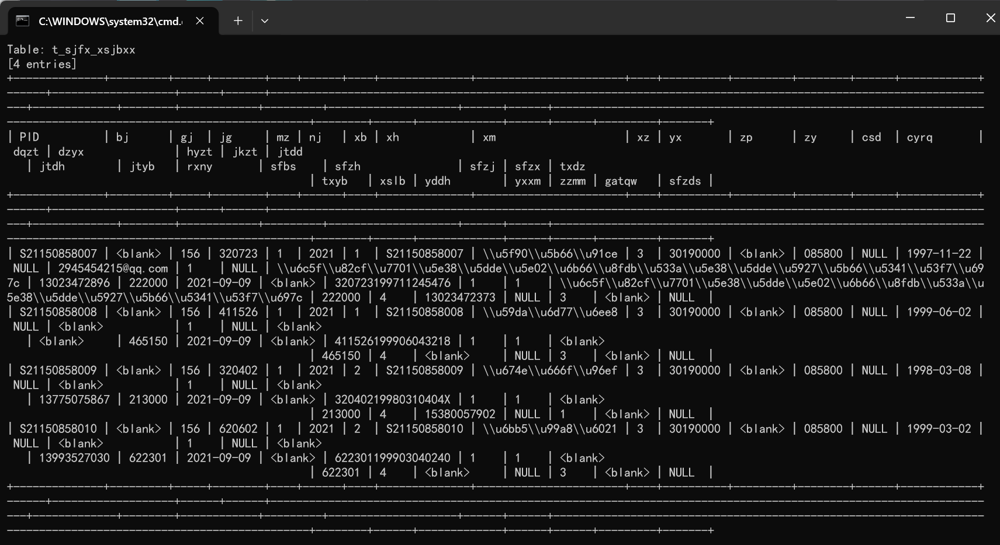 C:\WINDOWS\system32\cmd.
Table: t_sjfx_xsjbxx
[4 entries]
| PID | bj | gj | jg | mz | nj | xb | xh | xm | xz | yx | zp | zy | csd | cyrq |
dqzt | dzyx | hyzt | jkzt | jtdd
| jtdh | jtyb | rxny | sfbs | sfzh | sfzj | sfzx | txdz
| txyb | xslb | yddh | yxxm | zzmm | gatqw | sfzds |
| S21150858007 | <blank> | 156 | 320723 | 1 | 2021 | 1 | S21150858007 | \\u5f90\\u5b66\\u91ce | 3 | 30190000 | <blank> | 085800 | NULL | 1997-11-22 |
NULL | 2945454215@qq.com | 1 | NULL | \\u6c5f\\u82cf\\u7701\\u5e38\\u5dde\\u5e02\\u6b66\\u8fdb\\u533a\\u5e38\\u5dde\\u5927\\u5b66\\u5341\\u53f7\\u69
7c | 13023472896 | 222000 | 2021-09-09 | <blank> | 320723199711245476 | 1 | 1 | \\u6c5f\\u82cf\\u7701\\u5e38\\u5dde\\u5e02\\u6b66\\u8fdb\\u533a\\u
5e38\\u5dde\\u5927\\u5b66\\u5341\\u53f7\\u697c | 222000 | 4 | 13023472373 | NULL | 3 | <blank> | NULL |
| S21150858008 | <blank> | 156 | 411526 | 1 | 2021 | 1 | S21150858008 | \\u59da\\u6d77\\u6ee8 | 3 | 30190000 | <blank> | 085800 | NULL | 1999-06-02 |
NULL | <blank> | 1 | NULL | <blank>
| <blank> | 465150 | 2021-09-09 | <blank> | 411526199906043218 | 1 | 1 | <blank>
| 465150 | 4 | <blank> | NULL | 3 | <blank> | NULL |
| S21150858009 | <blank> | 156 | 320402 | 1 | 2021 | 2 | S21150858009 | \\u674e\\u666f\\u96ef | 3 | 30190000 | <blank> | 085800 | NULL | 1998-03-08 |
NULL | <blank> | 1 | NULL | <blank>
| 13775075867 | 213000 | 2021-09-09 | <blank> | 32040219980310404X | 1 | 1 | <blank>
| 213000 | 4 | 15380057902 | NULL | 1 | <blank> | NULL |
| S21150858010 | <blank> | 156 | 620602 | 1 | 2021 | 2 | S21150858010 | \\u6bb5\\u99a8\\u6021 | 3 | 30190000 | <blank> | 085800 | NULL | 1999-03-02 |
NULL | <blank> | 1 | NULL | <blank>
| 13993527030 | 622301 | 2021-09-09 | <blank> | 622301199903040240 | 1 | 1 | <blank>
| 622301 | 4 | <blank> | NULL | 3 | <blank> | NULL |